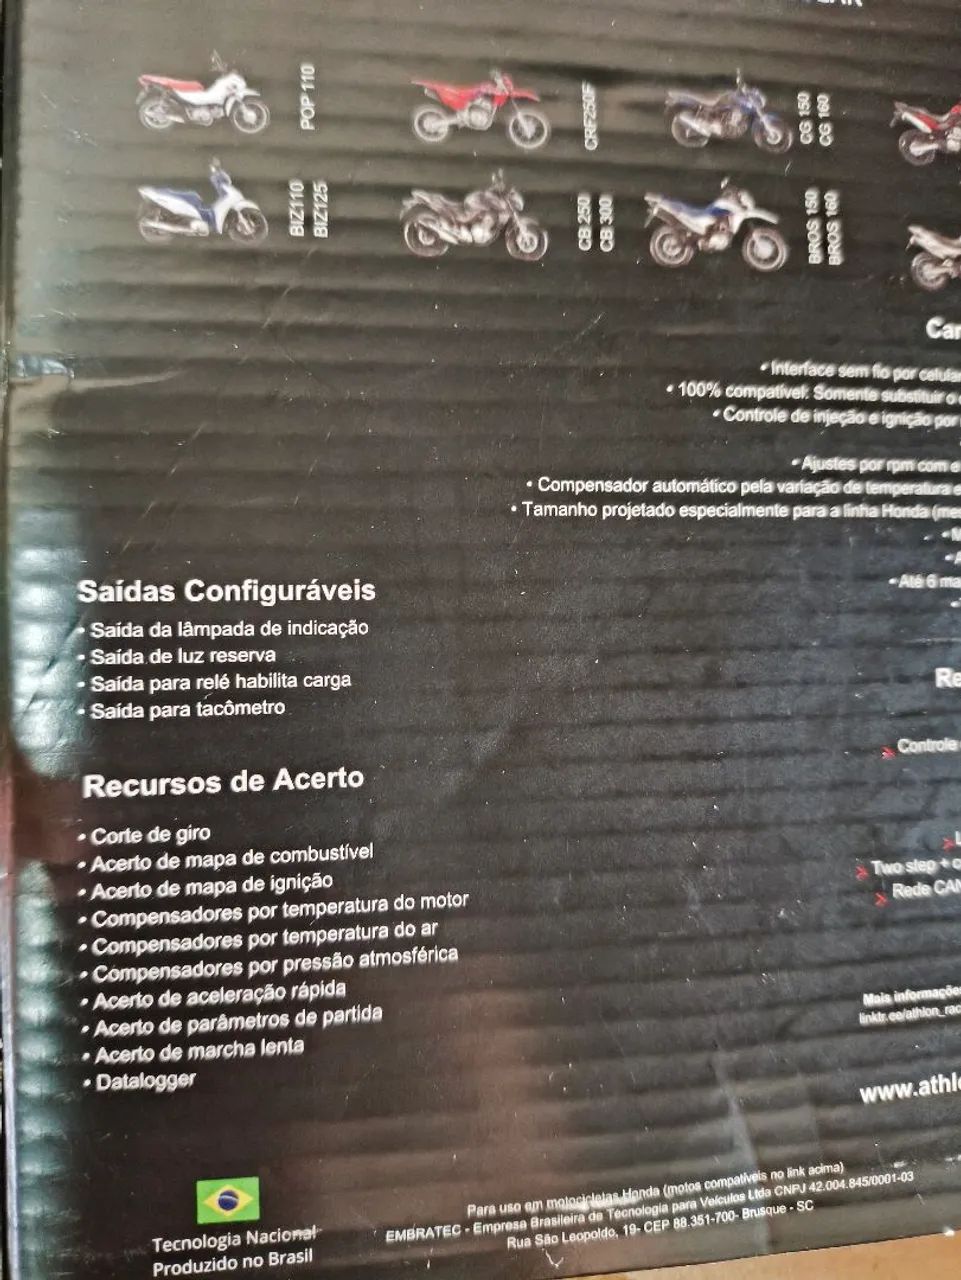 POP 110
CRF250F
CG 150
CG 160
BIZ110
BIZ125
CB 250
CB 300
BROS 150
BROS 160
• Interface sem fio por
• 100% compatível: Somente substituir o
• Controle de injeção e ignição por
• Ajustes por rpm com e
• Compensador automático pela variação de temperatura e
• Tamanho projetado especialmente para a linha Honda
• Até 6
Saídas Configuráveis
• Saída da lâmpada de indicação
• Saída de luz reserva
• Saída para relé habilita carga
• Saída para tacômetro
Controle
Two step +
Rede CAN
Recursos de Acerto
• Corte de giro
• Acerto de mapa de combustível
• Acerto de mapa de ignição
• Compensadores por temperatura do motor
• Compensadores por temperatura do ar
• Compensadores por pressão atmosférica
• Acerto de aceleração rápida
• Acerto de parâmetros de partida
• Acerto de marcha lenta
• Datalogger
Mais informações
linktr.ee/athlon_rac
www.athl
Tecnologia Nacional
Produzido no Brasil
Para uso em motocicletas Honda (motos compatíveis no link acima)
EMBRATEC - Empresa Brasileira de Tecnologia para Veículos Ltda CNPJ 42.004.845/0001-03
Rua São Leopoldo, 19- CEP 88.351-700- Brusque - SC